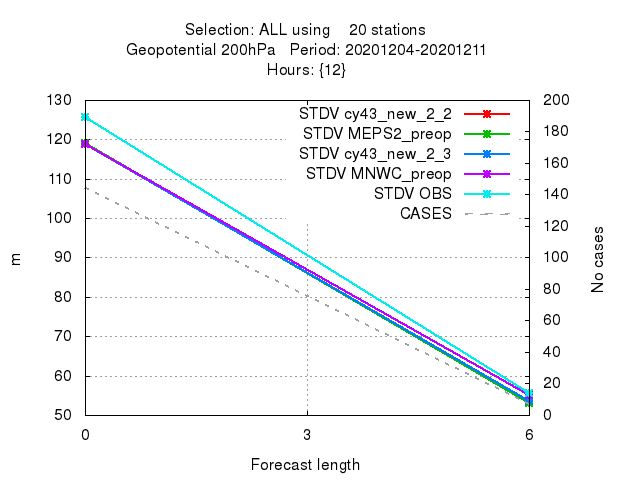 Selection: ALL using    20 stations
Geopotential 200hPa   Period: 20201204-20201211
Hours: {12}
130
120
110
100
90
80
70
60
50
200
180
160
140
120
100
80
60
40
20
0
STDV cy43_new_2_2
STDV MEPS2_preop
STDV cy43_new_2_3
STDV MNWC_preop
STDV OBS
CASES
m
No cases
0
3
6
Forecast length